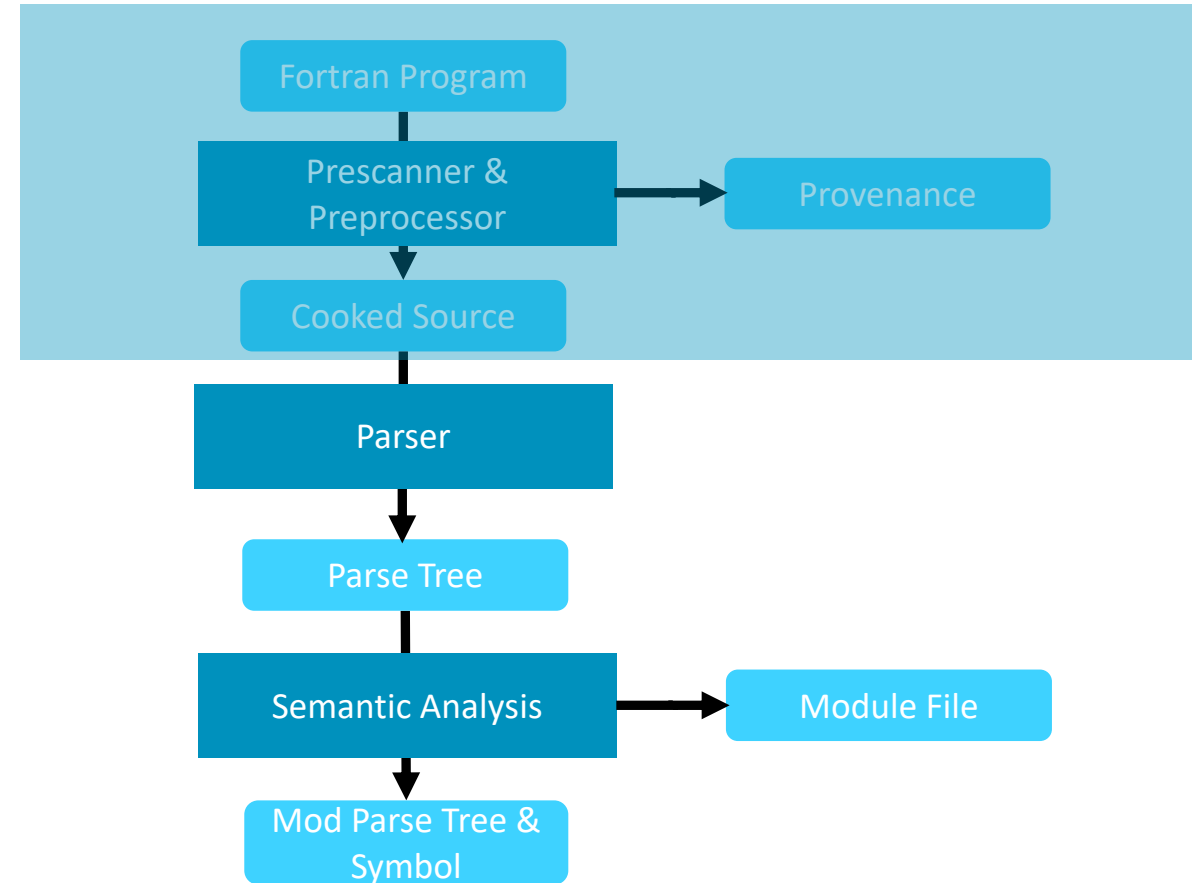 Fortran Program
Prescanner &
Preprocessor
Provenance
Cooked Source
Parser
Parse Tree
Semantic Analysis
Module File
Mod Parse Tree &
Symbol